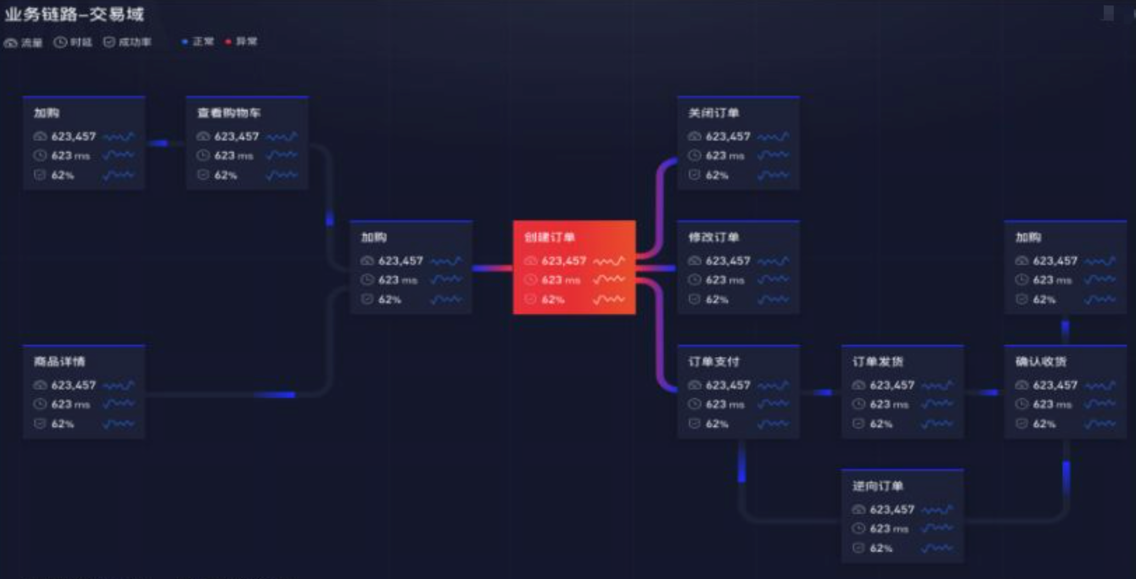 业务链路-交易域
流量 时延 成功率 正常 异常
加购
623,457
623 ms
62%
查看购物车
623,457
623 ms
62%
关闭订单
623,457
623 ms
62%
加购
623,457
623 ms
62%
创建订单
623,457
623 ms
62%
修改订单
623,457
623 ms
62%
加购
623,457
623 ms
62%
商品详情
623,457
623 ms
62%
订单支付
623,457
623 ms
62%
订单发货
623,457
623 ms
62%
确认收货
623,457
623 ms
62%
逆向订单
623,457
623 ms
62%